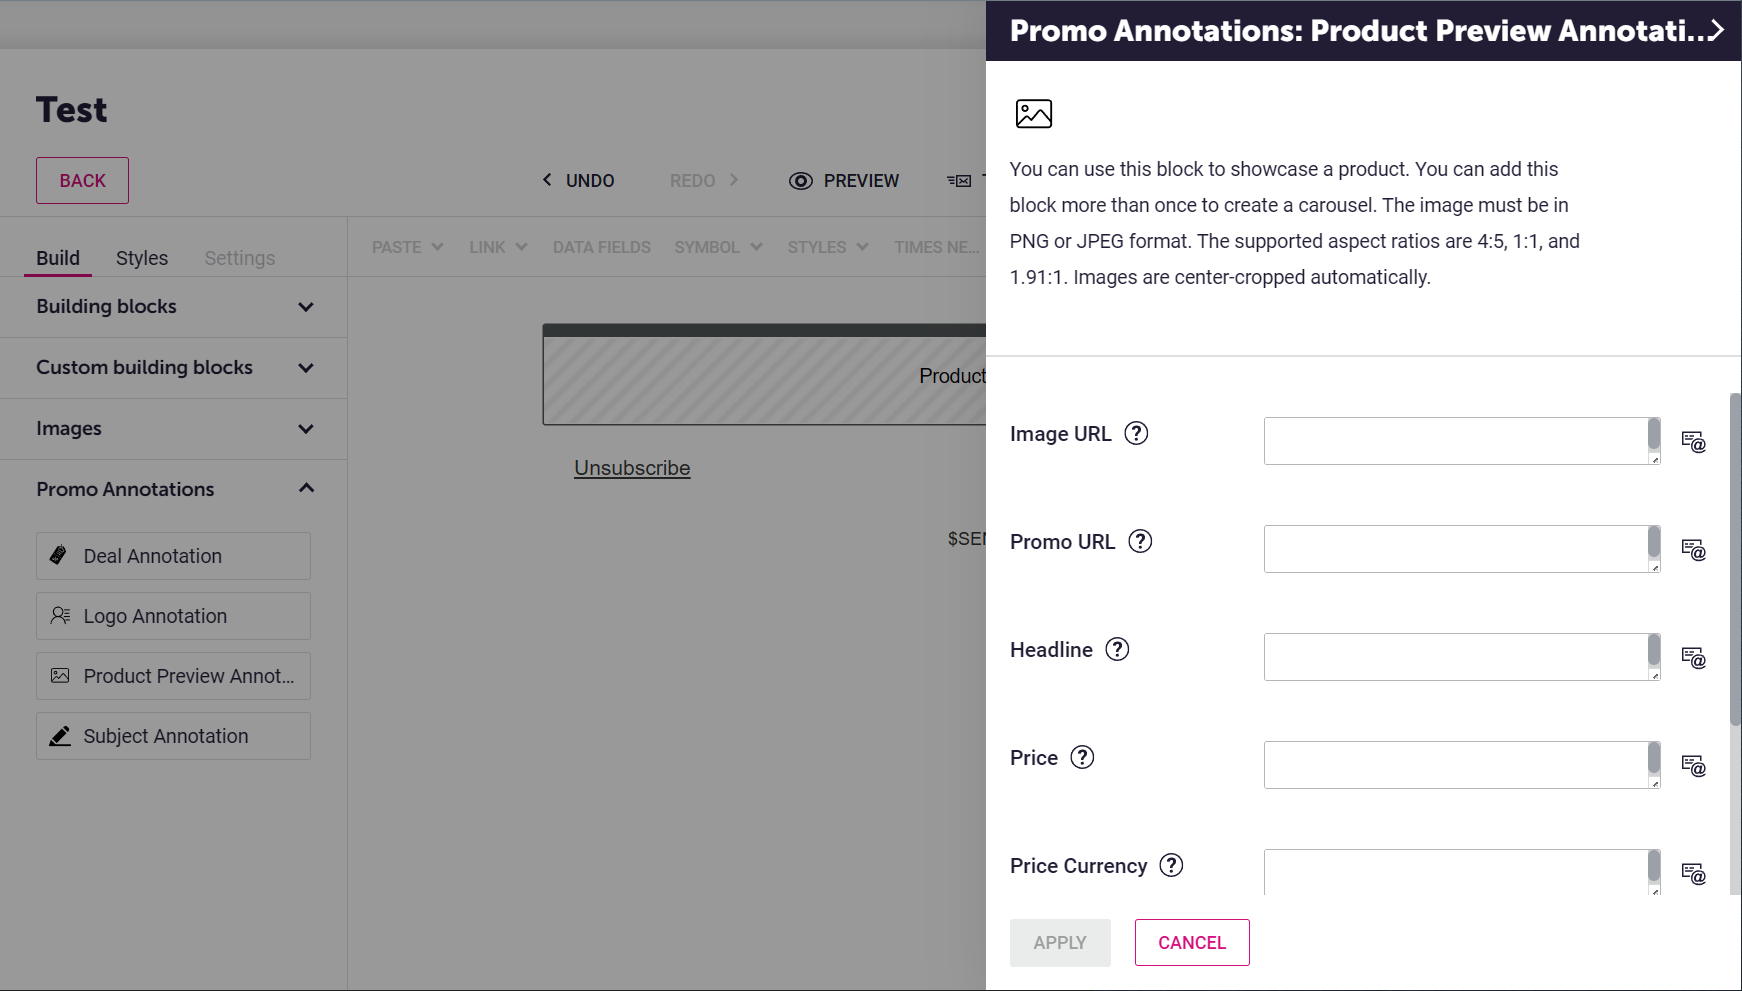 Promo Annotations: Product Preview Annotati...
Test
BACK
UNDO
REDO
PREVIEW
Build
Styles
Settings
PASTE
LINK
DATA FIELDS
SYMBOL
STYLES
TIMES NE...
Building blocks
Custom building blocks
Images
Promo Annotations
Deal Annotation
Logo Annotation
Product Preview Annot...
Subject Annotation
Product
Unsubscribe
$SEN
You can use this block to showcase a product. You can add this
block more than once to create a carousel. The image must be in
PNG or JPEG format. The supported aspect ratios are 4:5, 1:1, and
1.91:1. Images are center-cropped automatically.
Image URL
Promo URL
Headline
Price
Price Currency
APPLY
CANCEL